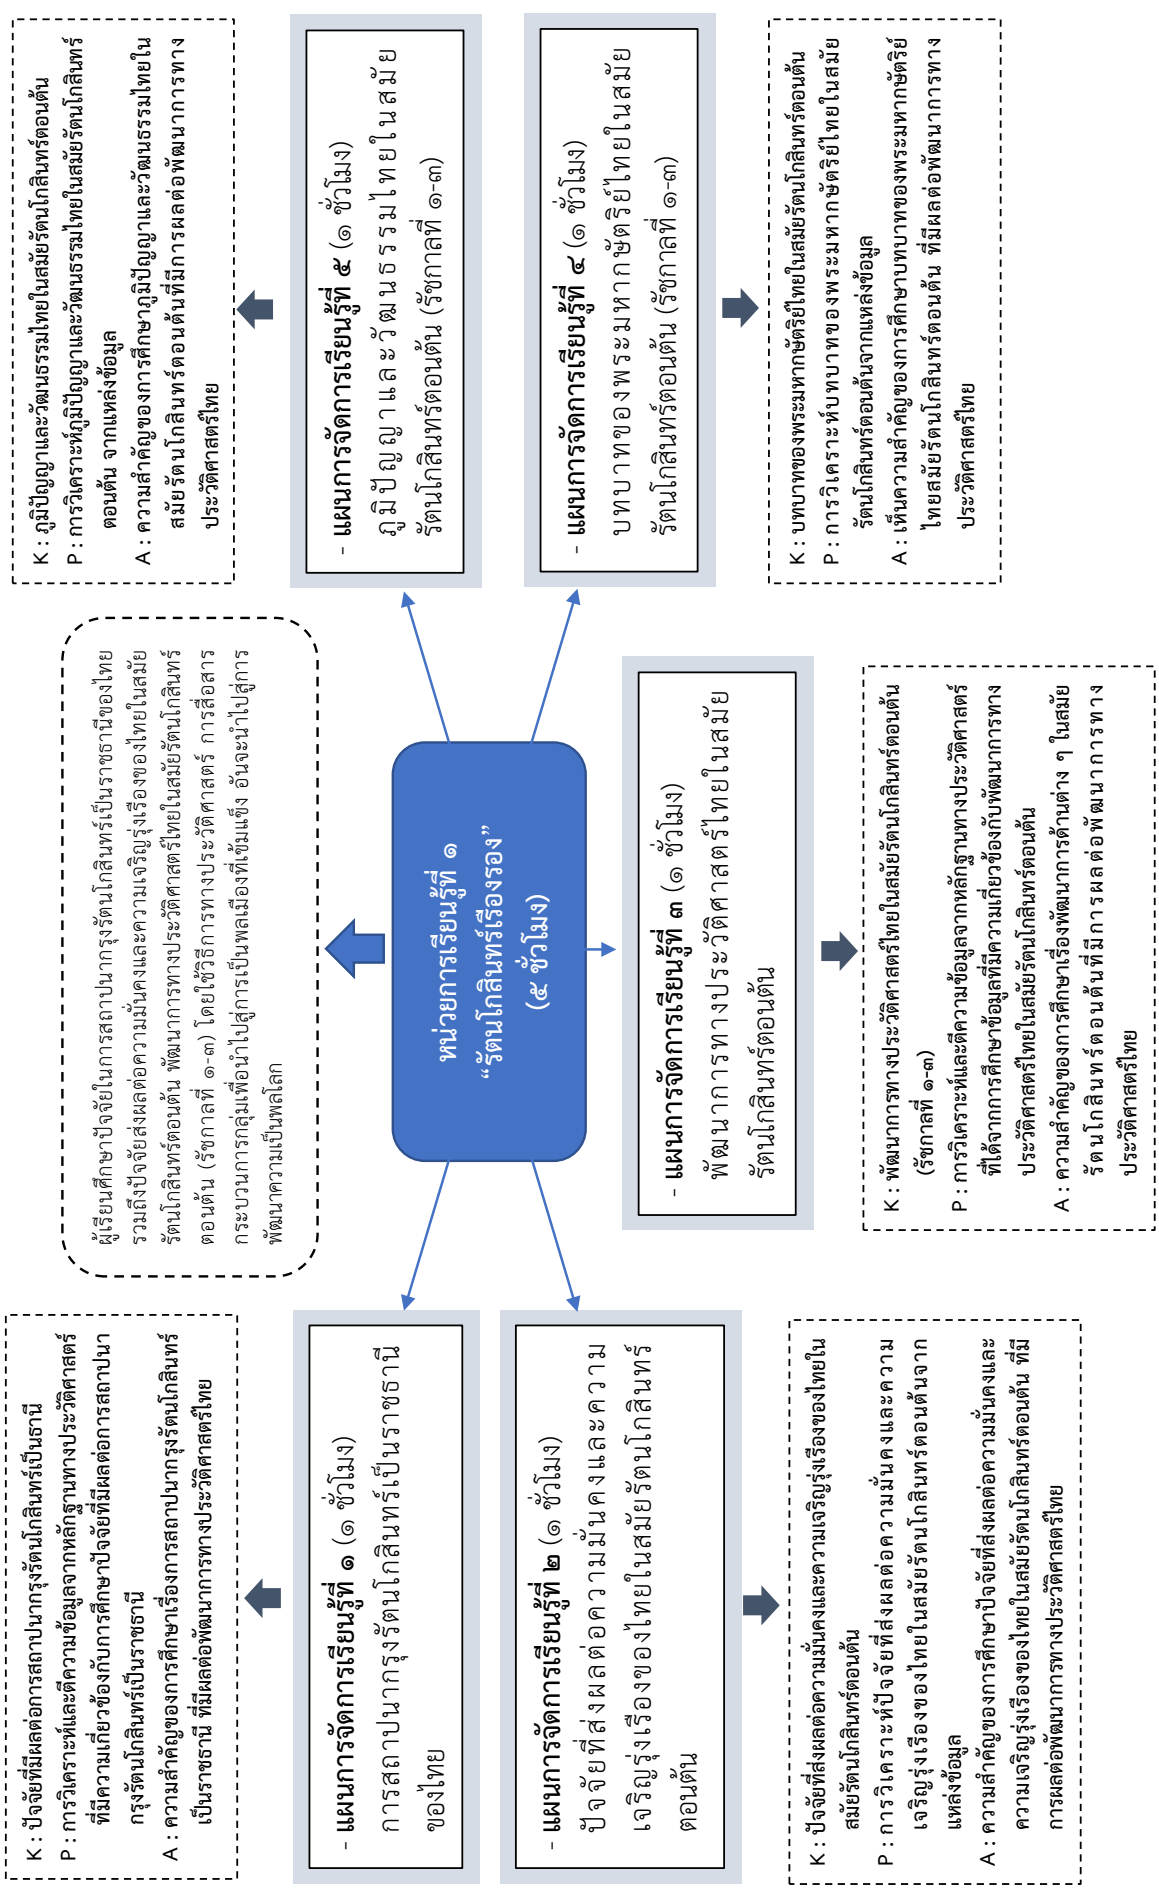 K : ปัจจัยที่มีผลต่อการสถาปนากรุงรัตนโกสินทร์เป็นธานี
P : การวิเคราะห์และตีความข้อมูลจากหลักฐานทางประวัติศาสตร์
ที่มีความเกี่ยวข้องกับการศึกษาปัจจัยที่มีผลต่อการสถาปนา
กรุงรัตนโกสินทร์เป็นราชธานี
A : ความสำคัญของการศึกษาเรื่องการสถาปนากรุงรัตนโกสินทร์
เป็นราชธานี ที่มีผลต่อพัฒนาการทางประวัติศาสตร์ไทย
ผู้เรียนศึกษาปัจจัยในการสถาปนากรุงรัตนโกสินทร์เป็นราชธานีของไทย
รวมถึงปัจจัยส่งผลต่อความมั่นคงและความเจริญรุ่งเรืองของไทยในสมัย
รัตนโกสินทร์ตอนต้น พัฒนาการทางประวัติศาสตร์ไทยในสมัยรัตนโกสินทร์
ตอนต้น (รัชกาลที่ ๑-๓) โดยใช้วิธีการทางประวัติศาสตร์ การสื่อสาร
กระบวนการกลุ่มเพื่อนำไปสู่การเป็นพลเมืองที่เข้มแข็ง อันจะนำไปสู่การ
พัฒนาความเป็นพลโลก
K : ภูมิปัญญาและวัฒนธรรมไทยในสมัยรัตนโกสินทร์ตอนต้น
P : การวิเคราะห์ภูมิปัญญาและวัฒนธรรมไทยในสมัยรัตนโกสินทร์
ตอนต้น จากแหล่งข้อมูล
A : ความสำคัญของการศึกษาภูมิปัญญาและวัฒนธรรมไทยใน
สมัยรัตนโกสินทร์ตอนต้นที่มีการผลต่อพัฒนาการทาง
ประวัติศาสตร์ไทย
- แผนการจัดการเรียนรู้ที่ ๑ (๑ ชั่วโมง)
การสถาปนากรุงรัตนโกสินทร์เป็นราชธานี
ของไทย
หน่วยการเรียนรู้ที่ ๑
“รัตนโกสินทร์เรืองรอง”
(๕ ชั่วโมง)
- แผนการจัดการเรียนรู้ที่ ๕ (๑ ชั่วโมง)
ภูมิปัญญาและวัฒนธรรมไทยในสมัย
รัตนโกสินทร์ตอนต้น (รัชกาลที่ ๑-๓)
- แผนการจัดการเรียนรู้ที่ ๒ (๑ ชั่วโมง)
ปัจจัยที่ส่งผลต่อความมั่นคงและความ
เจริญรุ่งเรืองของไทยในสมัยรัตนโกสินทร์
ตอนต้น
- แผนการจัดการเรียนรู้ที่ ๓ (๑ ชั่วโมง)
พัฒนาการทางประวัติศาสตร์ไทยในสมัย
รัตนโกสินทร์ตอนต้น
- แผนการจัดการเรียนรู้ที่ ๔ (๑ ชั่วโมง)
บทบาทของพระมหากษัตริย์ไทยในสมัย
รัตนโกสินทร์ตอนต้น (รัชกาลที่ ๑-๓)
K : ปัจจัยที่ส่งผลต่อความมั่นคงและความเจริญรุ่งเรืองของไทยใน
สมัยรัตนโกสินทร์ตอนต้น
P : การวิเคราะห์ปัจจัยที่ส่งผลต่อความมั่นคงและความ
เจริญรุ่งเรืองของไทยในสมัยรัตนโกสินทร์ตอนต้นจาก
แหล่งข้อมูล
A : ความสำคัญของการศึกษาปัจจัยที่ส่งผลต่อความมั่นคงและ
ความเจริญรุ่งเรืองของไทยในสมัยรัตนโกสินทร์ตอนต้น ที่มี
การผลต่อพัฒนาการทางประวัติศาสตร์ไทย
K : พัฒนาการทางประวัติศาสตร์ไทยในสมัยรัตนโกสินทร์ตอนต้น
(รัชกาลที่ ๑-๓)
P : การวิเคราะห์และตีความข้อมูลจากหลักฐานทางประวัติศาสตร์
ที่ได้จากการศึกษาข้อมูลที่มีความเกี่ยวข้องกับพัฒนาการทาง
ประวัติศาสตร์ไทยในสมัยรัตนโกสินทร์ตอนต้น
A : ความสำคัญของการศึกษาเรื่องพัฒนาการด้านต่าง ๆ ในสมัย
รัตนโกสินทร์ตอนต้นที่มีการผลต่อพัฒนาการทาง
ประวัติศาสตร์ไทย
K : บทบาทของพระมหากษัตริย์ไทยในสมัยรัตนโกสินทร์ตอนต้น
P : การวิเคราะห์บทบาทของพระมหากษัตริย์ไทยในสมัย
รัตนโกสินทร์ตอนต้นจากแหล่งข้อมูล
A : เห็นความสำคัญของการศึกษาบทบาทของพระมหากษัตริย์
ไทยสมัยรัตนโกสินทร์ตอนต้น ที่มีผลต่อพัฒนาการทาง
ประวัติศาสตร์ไทย